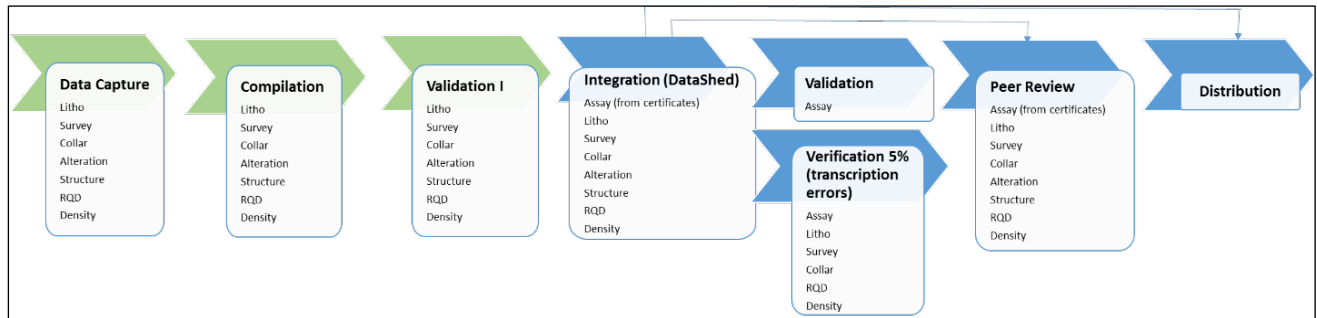 Data Capture
Litho
Survey
Collar
Alteration
Structure
RQD
Density
Compilation
Litho
Survey
Collar
Alteration
Structure
RQD
Density
Validation I
Litho
Survey
Collar
Alteration
Structure
RQD
Density
Integration (DataShed)
Assay (from certificates)
Litho
Survey
Collar
Alteration
Structure
RQD
Density
Validation
Assay
Verification 5%
(transcription
errors)
Assay
Litho
Survey
Collar
RQD
Density
Peer Review
Assay (from certificates)
Litho
Survey
Collar
Alteration
Structure
RQD
Density
Distribution